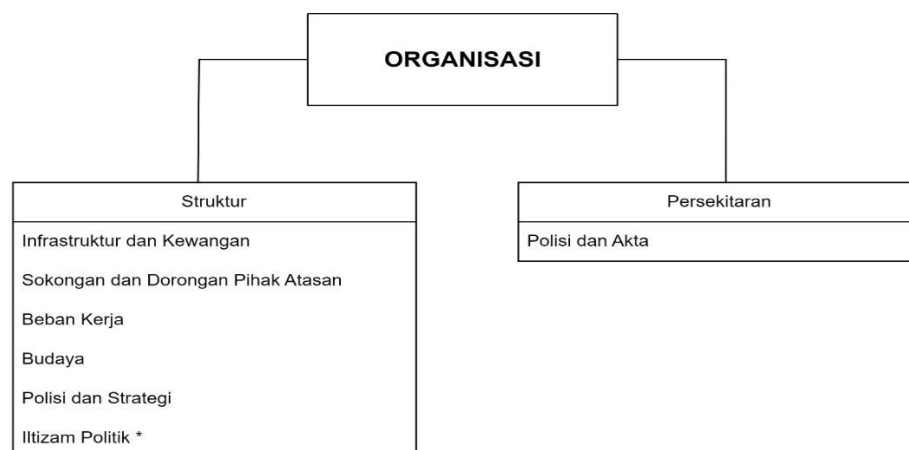 ORGANISASI
Struktur
Infrastruktur dan Kewangan
Sokongan dan Dorongan Pihak Atasan
Beban Kerja
Budaya
Polisi dan Strategi
Iltizam Politik *
Persekitaran
Polisi dan Akta